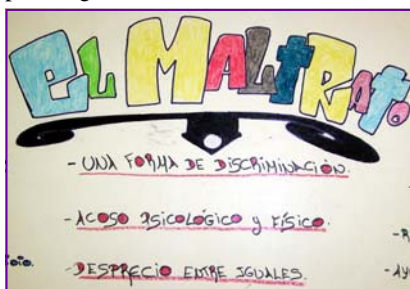 EL MALTRATO
- UNA FORMA DE DISCRIMINACIÓN.
- ACOSO PSICOLÓGICO Y FÍSICO.
- DESPRECIO ENTRE IGUALES.